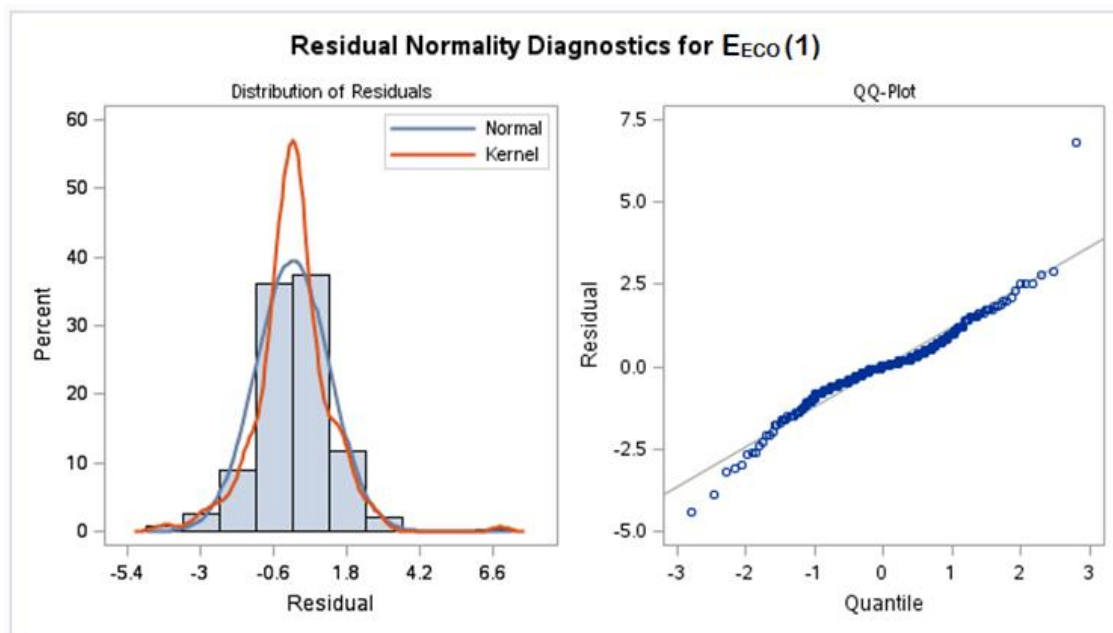 Residual Normality Diagnostics for EECO (1)
Distribution of Residuals
60
50
40
30
20
10
0
Percent
Normal
Kernel
-5.4 -3 -0.6 1.8 4.2 6.6
Residual
QQ-Plot
7.5
5.0
2.5
0.0
-2.5
-5.0
Residual
-3 -2 -1 0 1 2 3
Quantile